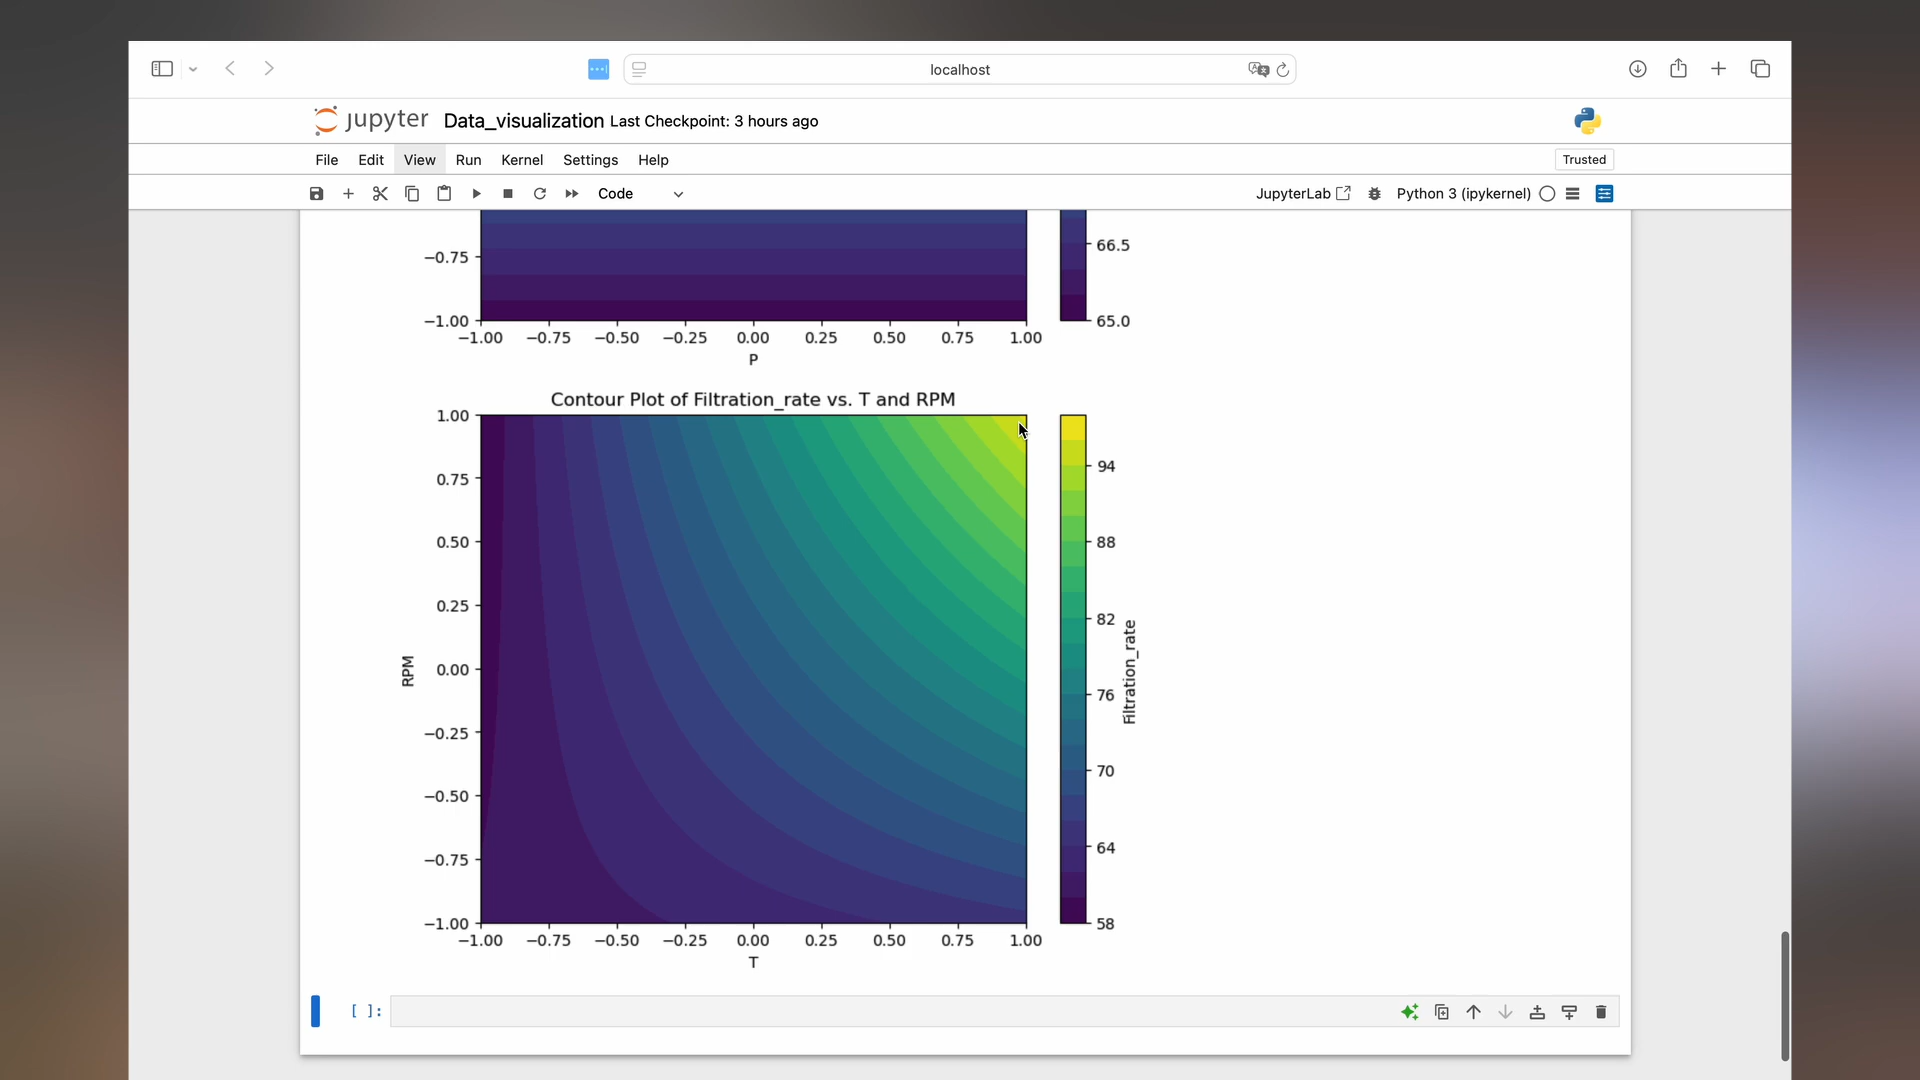 localhost
jupyter Data_visualization Last Checkpoint: 3 hours ago
File Edit View Run Kernel Settings Help Trusted
Code JupyterLab Python 3 (ipykernel)
−0.75
−1.00
−1.00 −0.75 −0.50 −0.25 0.00 0.25 0.50 0.75 1.00
P
66.5
65.0
Contour Plot of Filtration_rate vs. T and RPM
1.00
0.75
0.50
0.25
0.00
−0.25
−0.50
−0.75
−1.00
RPM
−1.00 −0.75 −0.50 −0.25 0.00 0.25 0.50 0.75 1.00
T
94
88
82
76
70
64
58
Filtration_rate
[ ]: